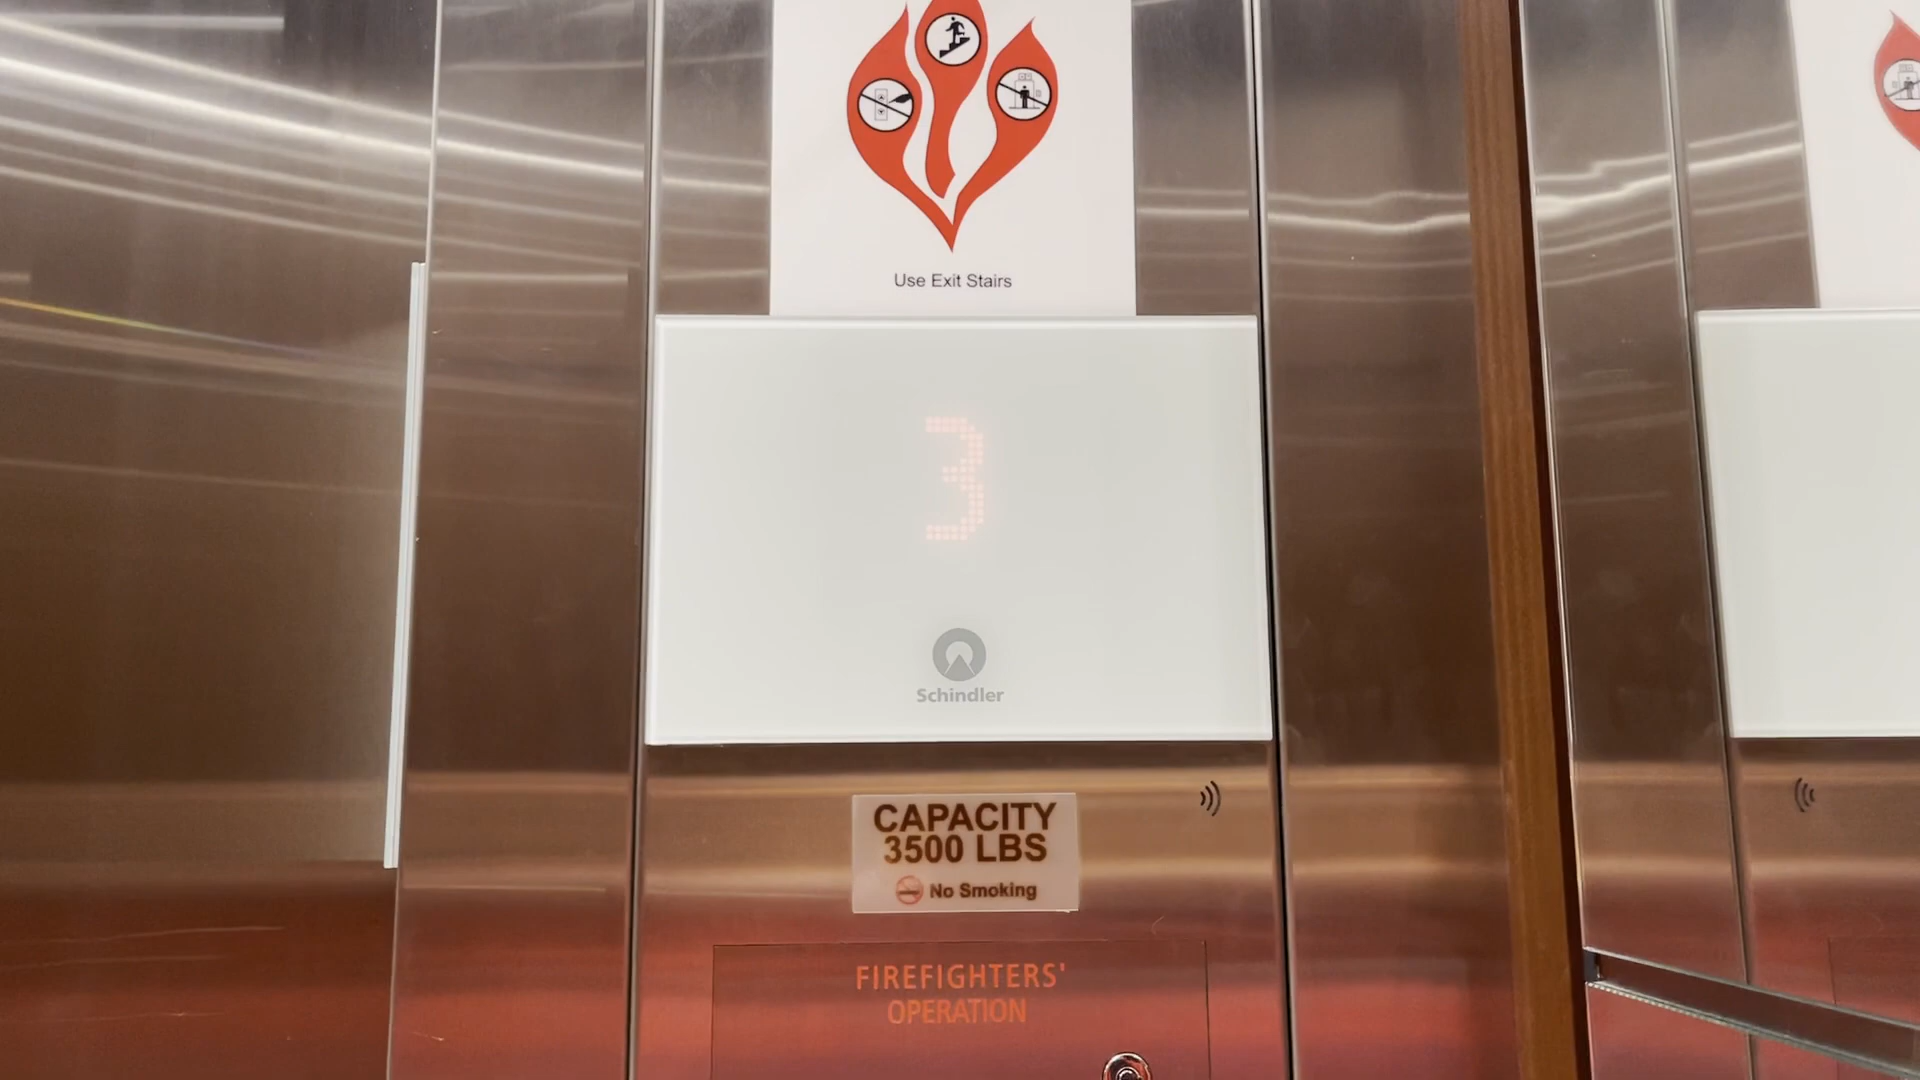 Use Exit Stairs
3
Schindler
CAPACITY
3500 LBS
No Smoking
FIREFIGHTERS'
OPERATION